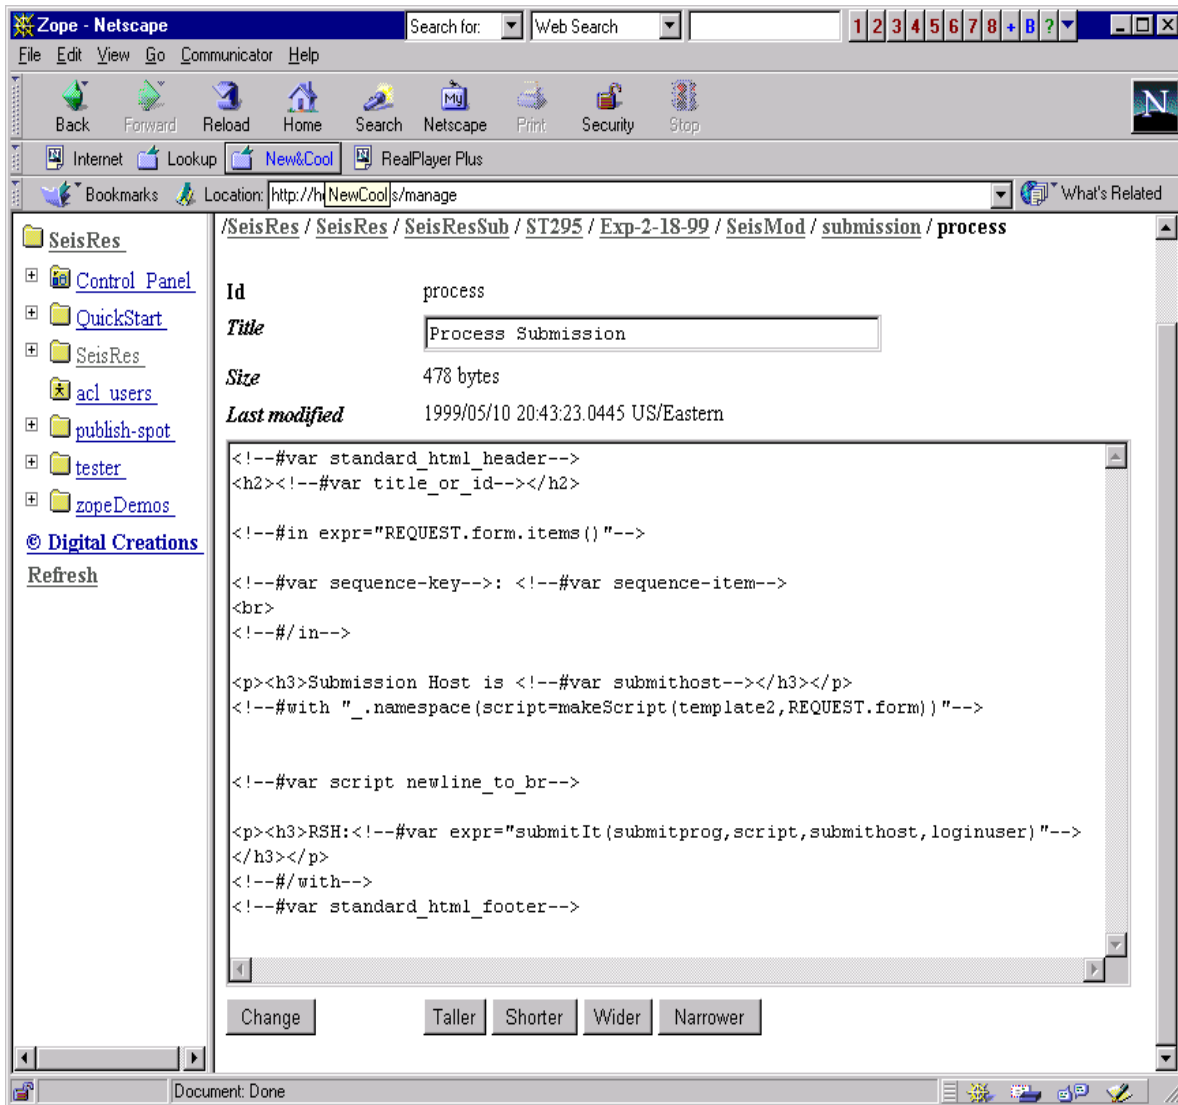 Zope - Netscape Search for: Web Search 1 2 3 4 5 6 7 8 + B ?
File Edit View Go Communicator Help
My N
Back Forward Reload Home Search Netscape Print Security Stop
Internet Lookup New&Cool RealPlayer Plus
Bookmarks Location: http://h NewCool s/manage What's Related
/SeisRes / SeisRes / SeisResSub / ST295 / Exp-2-18-99 / SeisMod / submission / process
SeisRes
Control Panel
QuickStart
SeisRes
acl users
publish-spot
tester
zopeDemos
© Digital Creations
Refresh
Id process
Title Process Submission
Size 478 bytes
Last modified 1999/05/10 20:43:23.0445 US/Eastern
<!--#var standard_html_header-->
<h2><!--#var title_or_id--></h2>
<!--#in expr="REQUEST.form.items()"-->
<!--#var sequence-key-->: <!--#var sequence-item-->
<br>
<!--#/in-->
<p><h3>Submission Host is <!--#var submithost--></h3></p>
<!--#with "_.namespace(script=makeScript(template2,REQUEST.form))"-->
<!--#var script newline_to_br-->
<p><h3>RSH:<!--#var expr="submitIt(submitprog,script,submithost,loginuser)"-->
</h3></p>
<!--#/with-->
<!--#var standard_html_footer-->
Change Taller Shorter Wider Narrower
Document: Done